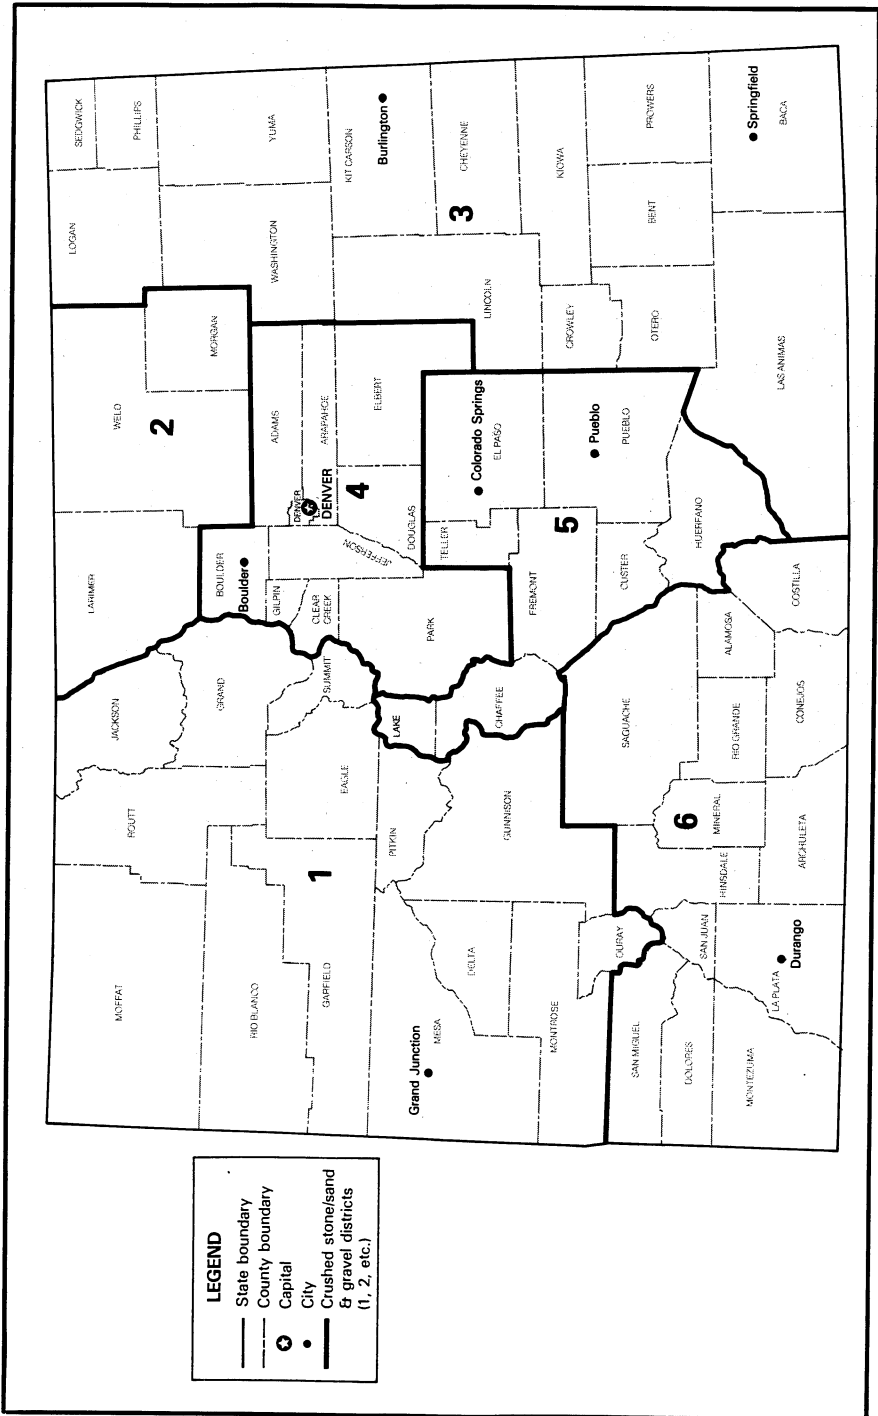 MOFFAT
ROUTT
JACKSON
LARIMER
WELD
LOGAN
SEDGWICK
PHILLIPS
2
MORGAN
RIO BLANCO
GRAND
BOULDER
Boulder
WASHINGTON
YUMA
GARFIELD
1
EAGLE
SUMMIT
GILPIN
CLEAR
CREEK
JEFFERSON
ADAMS
DENVER
DENVER
ARAPAHOE
4
ELBERT
DOUGLAS
KIT CARSON
Burlington
Grand Junction
MESA
PITKIN
LAKE
PARK
DELTA
GUNNISON
CHAFFEE
TELLER
Colorado Springs
EL PASO
LINCOLN
3
CHEYENNE
MONTROSE
FREMONT
5
Pueblo
PUEBLO
CROWLEY
KIOWA
OURAY
SAGUACHE
CUSTER
OTERO
BENT
PROWERS
SAN MIGUEL
DOLORES
SAN JUAN
HINSDALE
6
MINERAL
RIO GRANDE
ALAMOSA
HUERFANO
Springfield
BACA
MONTEZUMA
LA PLATA
Durango
ARCHULETA
CONEJOS
COSTILLA
LAS ANIMAS
LEGEND
State boundary
County boundary
Capital
City
Crushed stone/sand
& gravel districts
(1, 2, etc.)